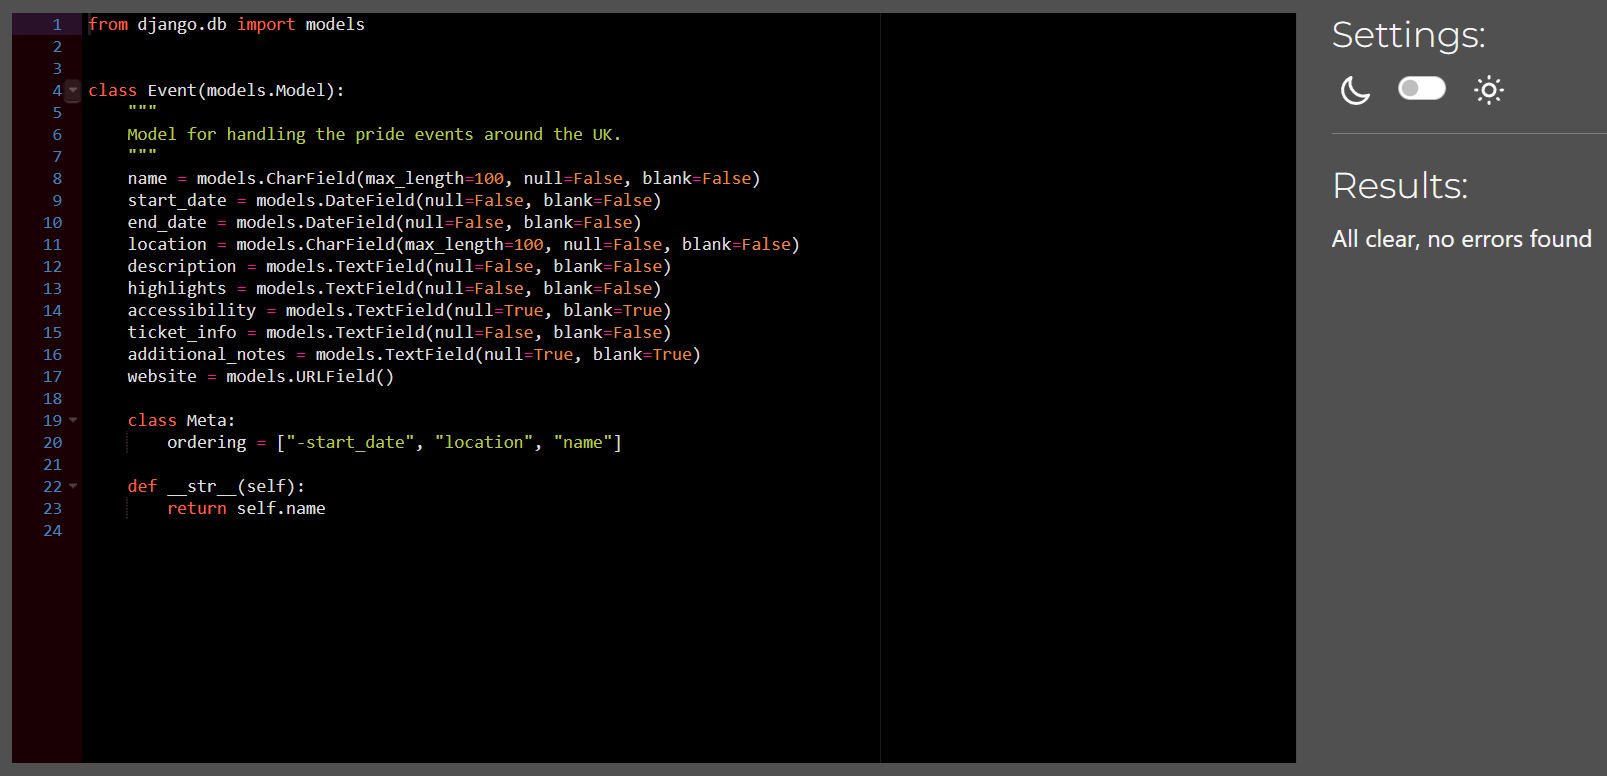 1 from django.db import models
2
3
4 class Event(models.Model):
5     """
6     Model for handling the pride events around the UK.
7     """
8     name = models.CharField(max_length=100, null=False, blank=False)
9     start_date = models.DateField(null=False, blank=False)
10     end_date = models.DateField(null=False, blank=False)
11     location = models.CharField(max_length=100, null=False, blank=False)
12     description = models.TextField(null=False, blank=False)
13     highlights = models.TextField(null=False, blank=False)
14     accessibility = models.TextField(null=True, blank=True)
15     ticket_info = models.TextField(null=False, blank=False)
16     additional_notes = models.TextField(null=True, blank=True)
17     website = models.URLField()
18
19     class Meta:
20         ordering = ["-start_date", "location", "name"]
21
22     def __str__(self):
23         return self.name
24
Settings:
Results:
All clear, no errors found